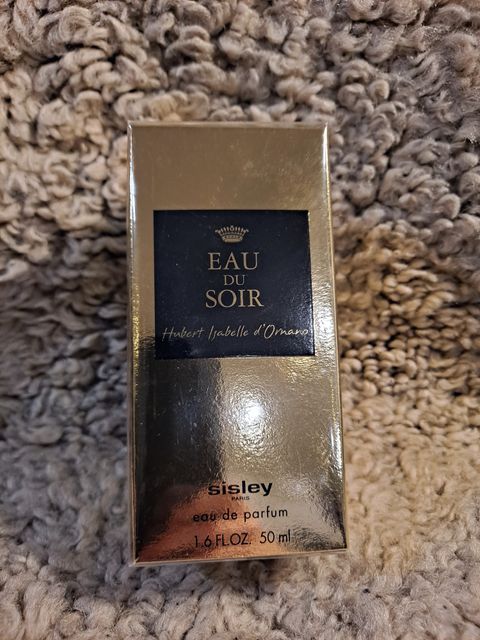 EAU
DU
SOIR
Hubert Isabelle d'Ornano
sisley
PARIS
eau de parfum
1.6 FL.OZ. 50 ml